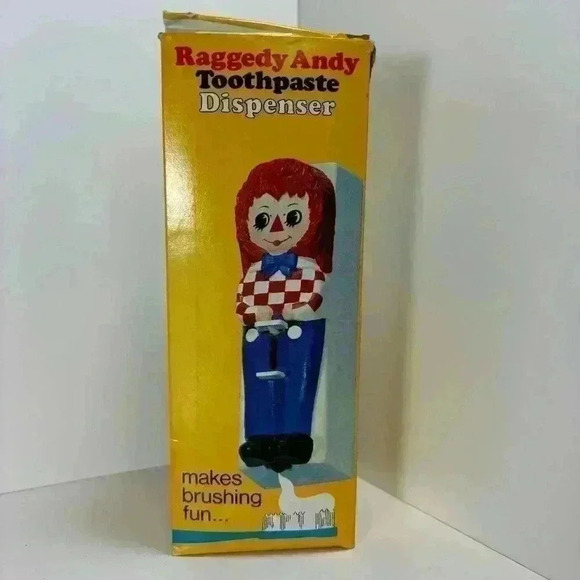 Raggedy Andy
Toothpaste
Dispenser
makes
brushing
fun...